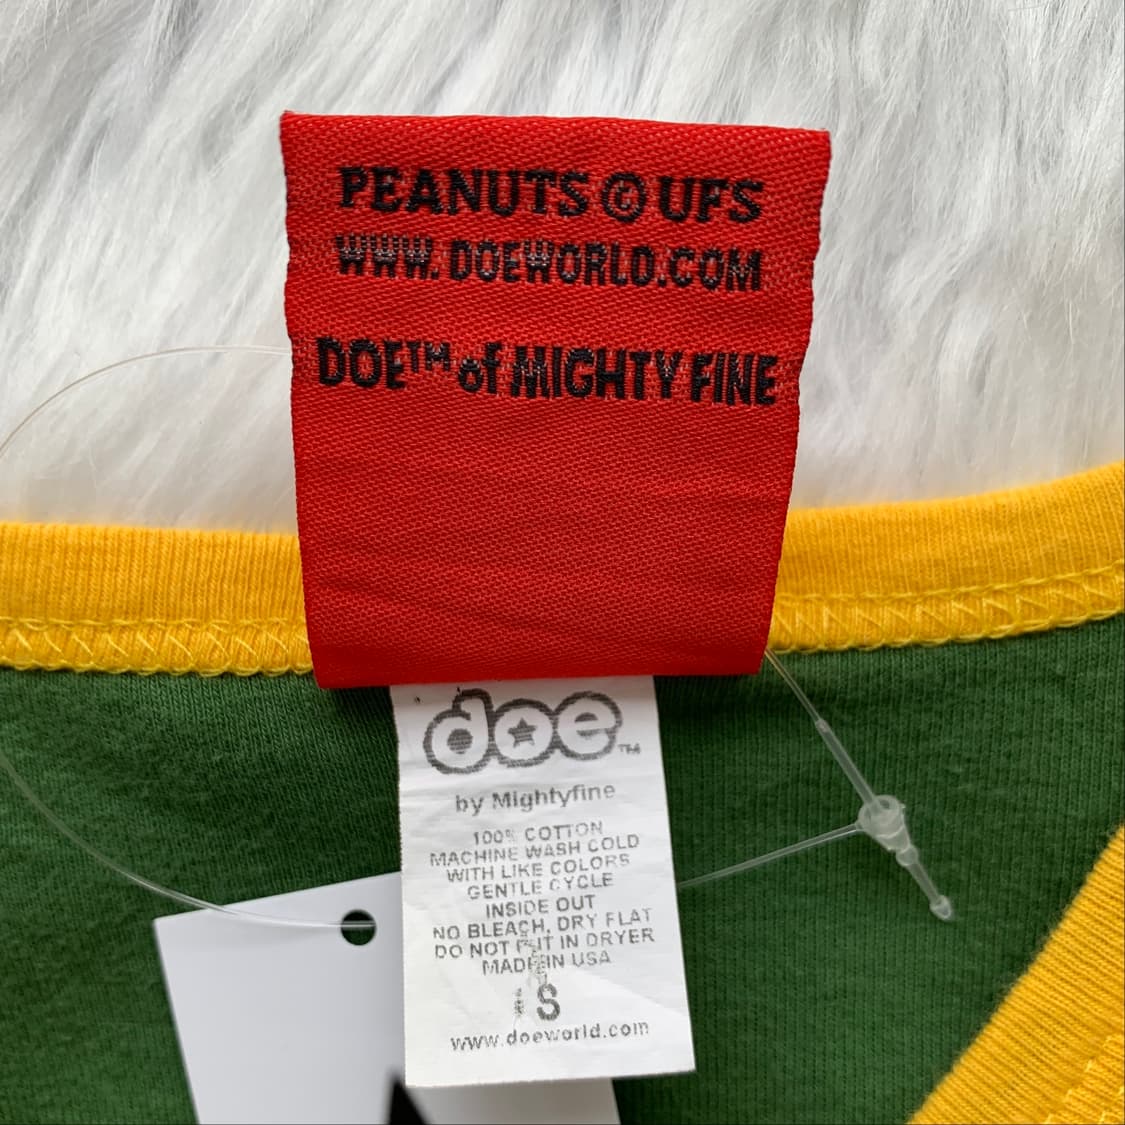 PEANUTS © UFS
WWW.DOEWORLD.COM
DOE™ of MIGHTY FINE
doe™
by Mightyfine
100% COTTON
MACHINE WASH COLD
WITH LIKE COLORS
GENTLE CYCLE
INSIDE OUT
NO BLEACH, DRY FLAT
DO NOT PUT IN DRYER
MADE IN USA
S
www.doeworld.com